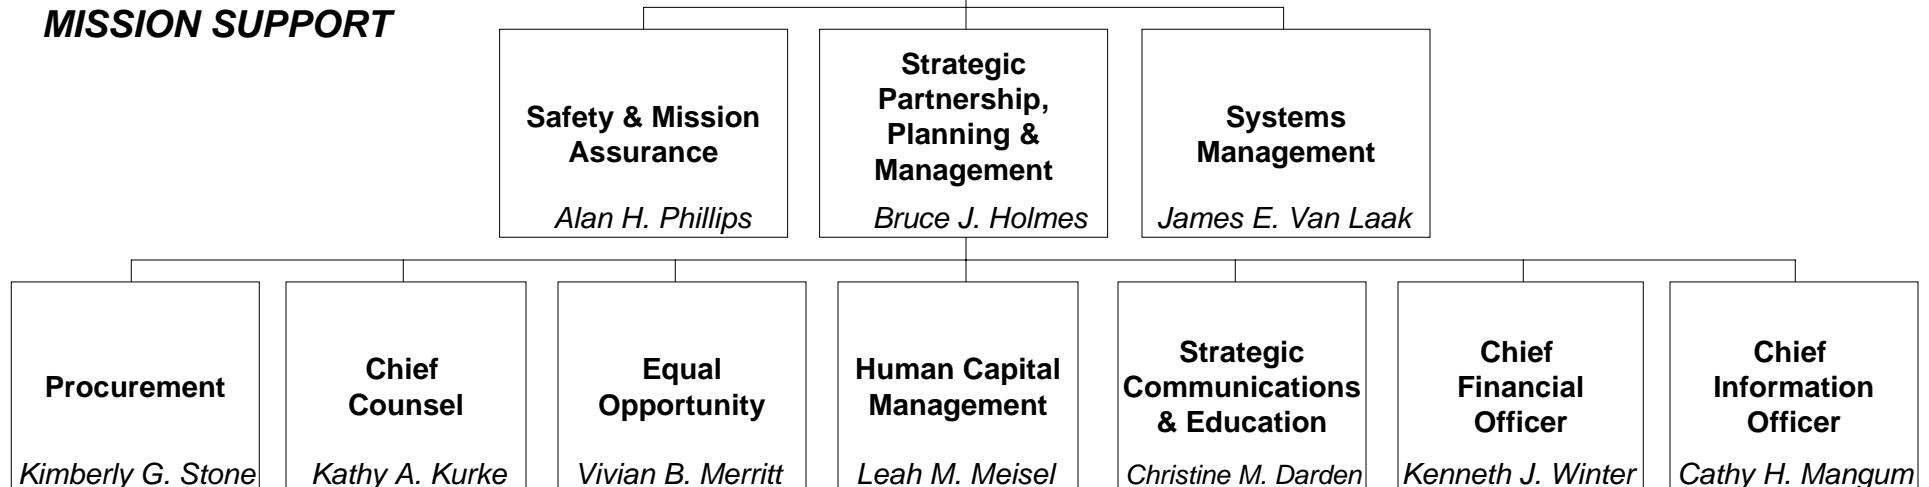 MISSION SUPPORT
Safety & Mission
Assurance
Alan H. Phillips
Strategic
Partnership,
Planning &
Management
Bruce J. Holmes
Systems
Management
James E. Van Laak
Procurement
Kimberly G. Stone
Chief
Counsel
Kathy A. Kurke
Equal
Opportunity
Vivian B. Merritt
Human Capital
Management
Leah M. Meisel
Strategic
Communications
& Education
Christine M. Darden
Chief
Financial
Officer
Kenneth J. Winter
Chief
Information
Officer
Cathy H. Mangum